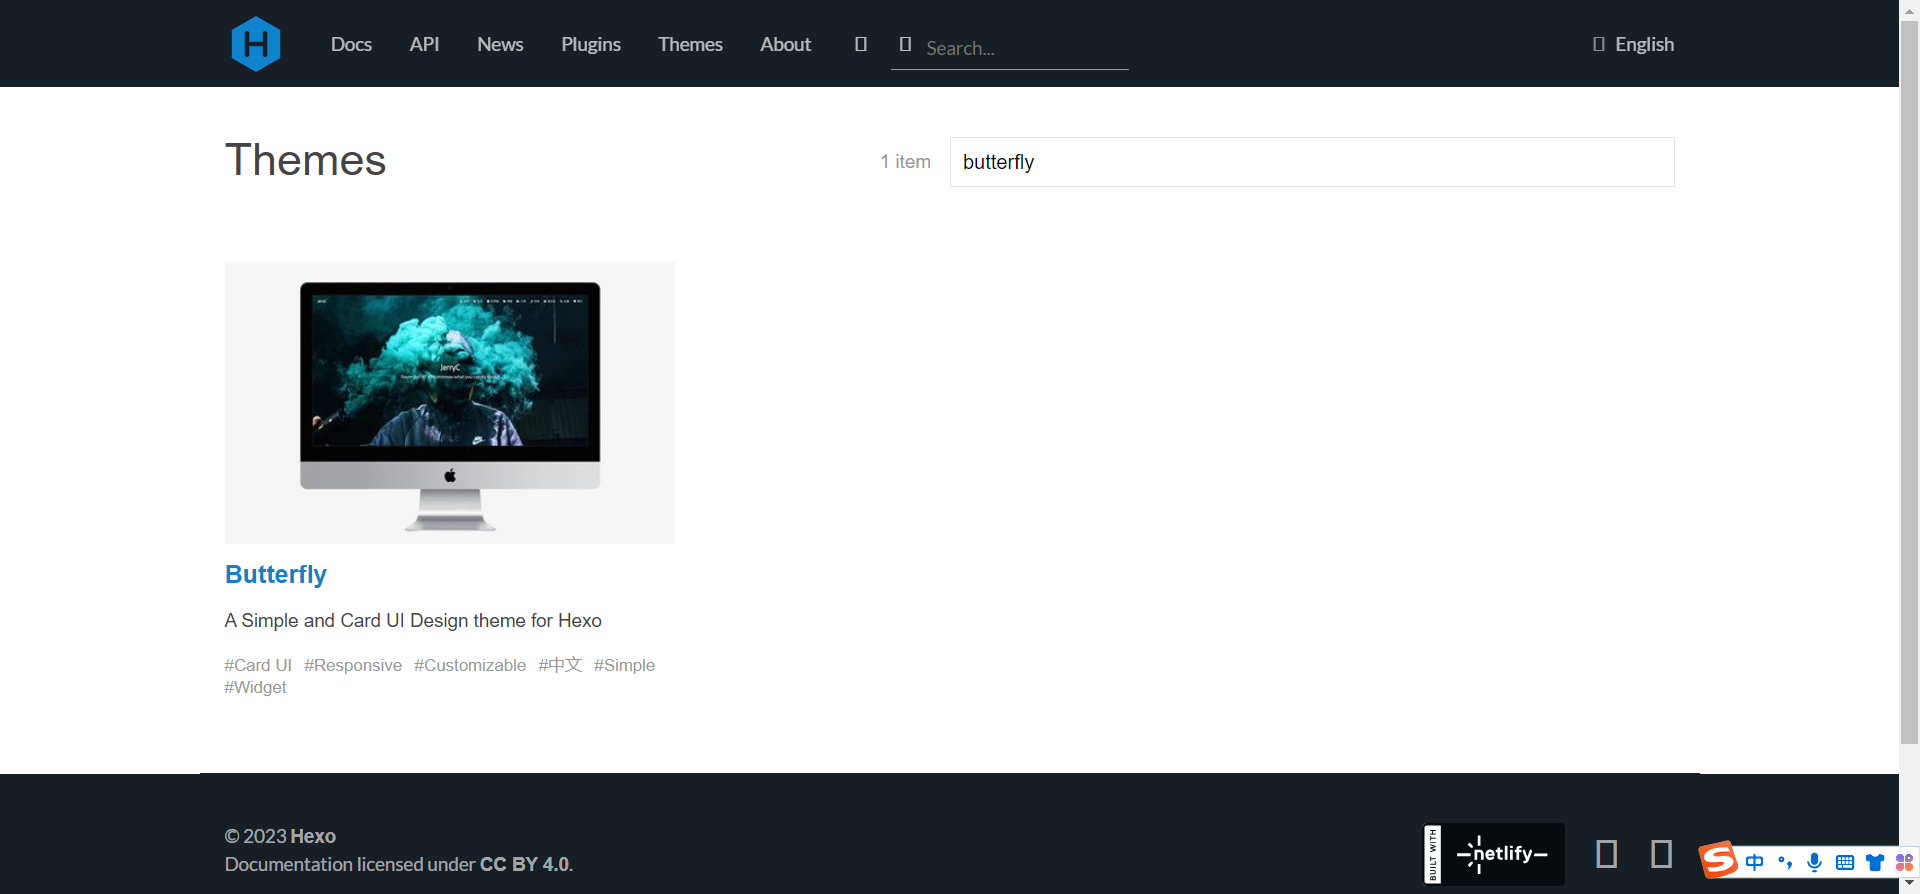 Docs API News Plugins Themes About Search... English
Themes
1 item butterfly
JerryC
JerryC
Butterfly
A Simple and Card UI Design theme for Hexo
#Card UI #Responsive #Customizable #中文 #Simple
#Widget
© 2023 Hexo
Documentation licensed under CC BY 4.0.
BUILT WITH
netlify
中